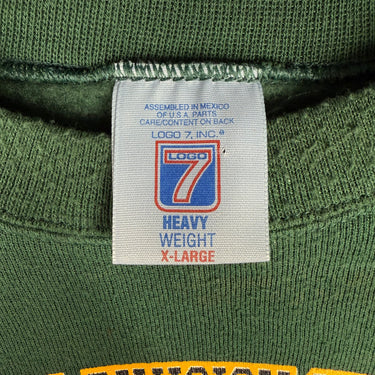 ASSEMBLED IN MEXICO
OF U.S.A. PARTS
CARE/CONTENT ON BACK
LOGO 7, INC.®
LOGO
7
HEAVY
WEIGHT
X-LARGE